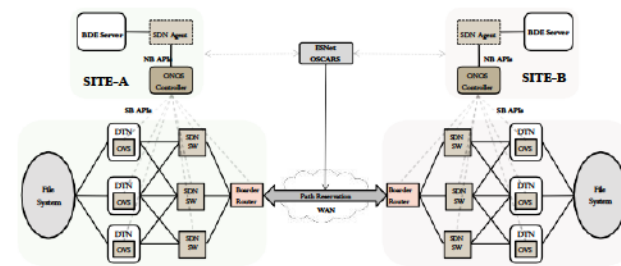 BDE Server
SDN Agent
NB APIs
SITE-A
ONOS
Controller
SB APIs
ESNet
OSCARS
SDN Agent
BDE Server
NB APIs
SITE-B
ONOS
Controller
SB APIs
File
System
DTN
OVS
DTN
OVS
DTN
OVS
SDN
SW
SDN
SW
SDN
SW
Boarder
Router
Path Reservation
WAN
Boarder
Router
SDN
SW
SDN
SW
SDN
SW
DTN
OVS
DTN
OVS
DTN
OVS
File
System